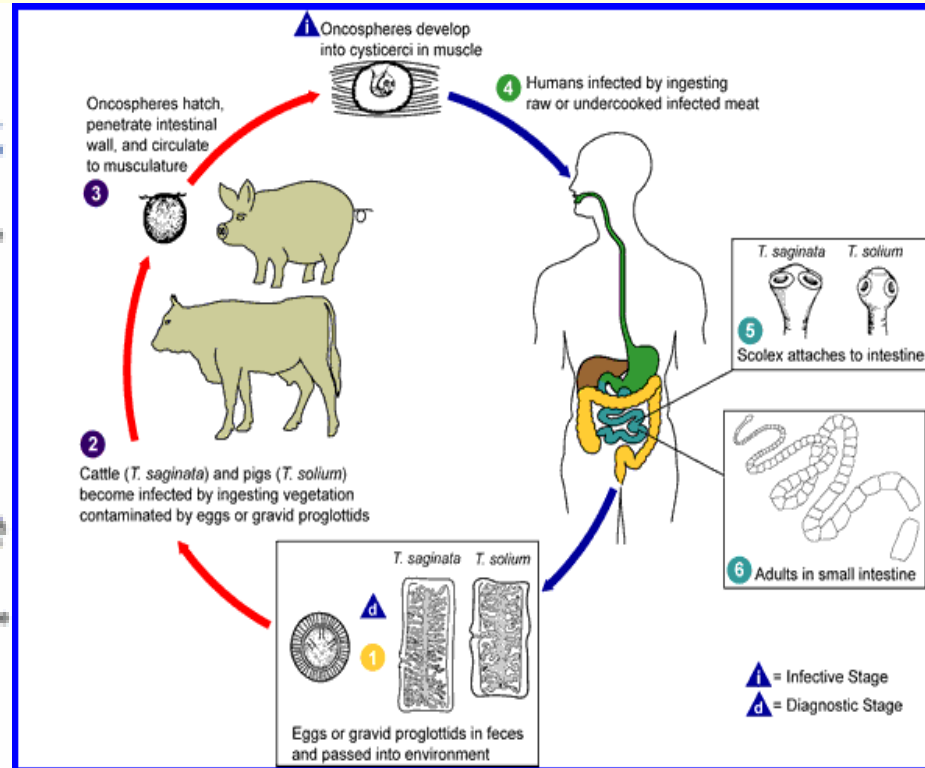 i
Oncospheres develop
into cysticerci in muscle
4
Humans infected by ingesting
raw or undercooked infected meat
Oncospheres hatch,
penetrate intestinal
wall, and circulate
to musculature
3
T. saginata T. solium
5
Scolex attaches to intestine
2
Cattle (T. saginata) and pigs (T. solium)
become infected by ingesting vegetation
contaminated by eggs or gravid proglottids
6
Adults in small intestine
T. saginata T. solium
d
1
Eggs or gravid proglottids in feces
and passed into environment
i = Infective Stage
d = Diagnostic Stage